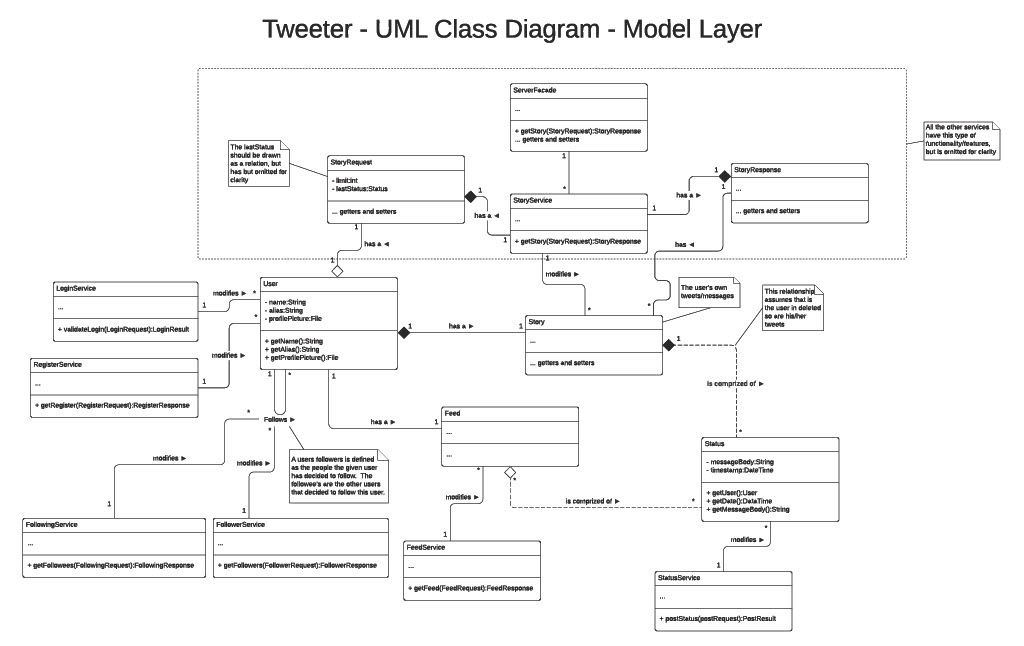 Tweeter - UML Class Diagram - Model Layer
ServerFacade
...
+ getStory(StoryRequest):StoryResponse
... getters and setters
All the other services
have this type of
functionality/features,
but is omitted for clarity
The lastStatus
should be drawn
as a relation, but
has but omitted for
clarity
StoryRequest
- limit:int
- lastStatus:Status
... getters and setters
1
*
StoryResponse
...
... getters and setters
1
has a ◄
1
StoryService
...
+ getStory(StoryRequest):StoryResponse
1
has a ►
1
1
has ◄
*
1
has a ◄
1
1
modifies ►
*
LoginService
...
+ validateLogin(LoginRequest):LoginResult
1
modifies ►
*
User
- name:String
- alias:String
- profilePicture:File
+ getName():String
+ getAlias():String
+ getProfilePicture():File
The user's own
tweets/messages
This relationship
assumes that is
the user in deleted
so are his/her
tweets
1
has a ►
1
Story
...
... getters and setters
RegisterService
...
+ getRegister(RegisterRequest):RegisterResponse
1
modifies ►
*
1
is comprized of ►
*
1
*
Follows ►
1
has a ►
1
Feed
...
...
A users followers is defined
as the people the given user
has decided to follow. The
followee's are the other users
that decided to follow this user.
*
modifies ►
1
*
modifies ►
1
Status
- messageBody:String
- timestamp:DateTime
+ getUser():User
+ getDate():DataTime
+ getMessageBody():String
*
is comprized of ►
*
*
modifies ►
1
FollowingService
...
+ getFollowees(FollowingRequest):FollowingResponse
FollowerService
...
+ getFollowers(FollowerRequest):FollowerResponse
FeedService
...
+ getFeed(FeedRequest):FeedResponse
*
modifies ►
1
StatusService
...
+ postStatus(postRequest):PostResult